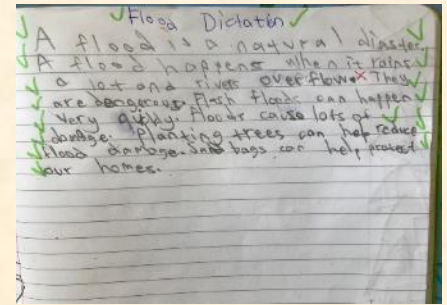 Flood Dictation
A flood is a natural diaster.
A flood happens when it rains
a lot and rivers overflow. They
are dangerous. Flash floods can happen
very quickly. Floods cause lots of
damage. Planting trees can help reduce
flood damage. Sand bags can help protect
our homes.